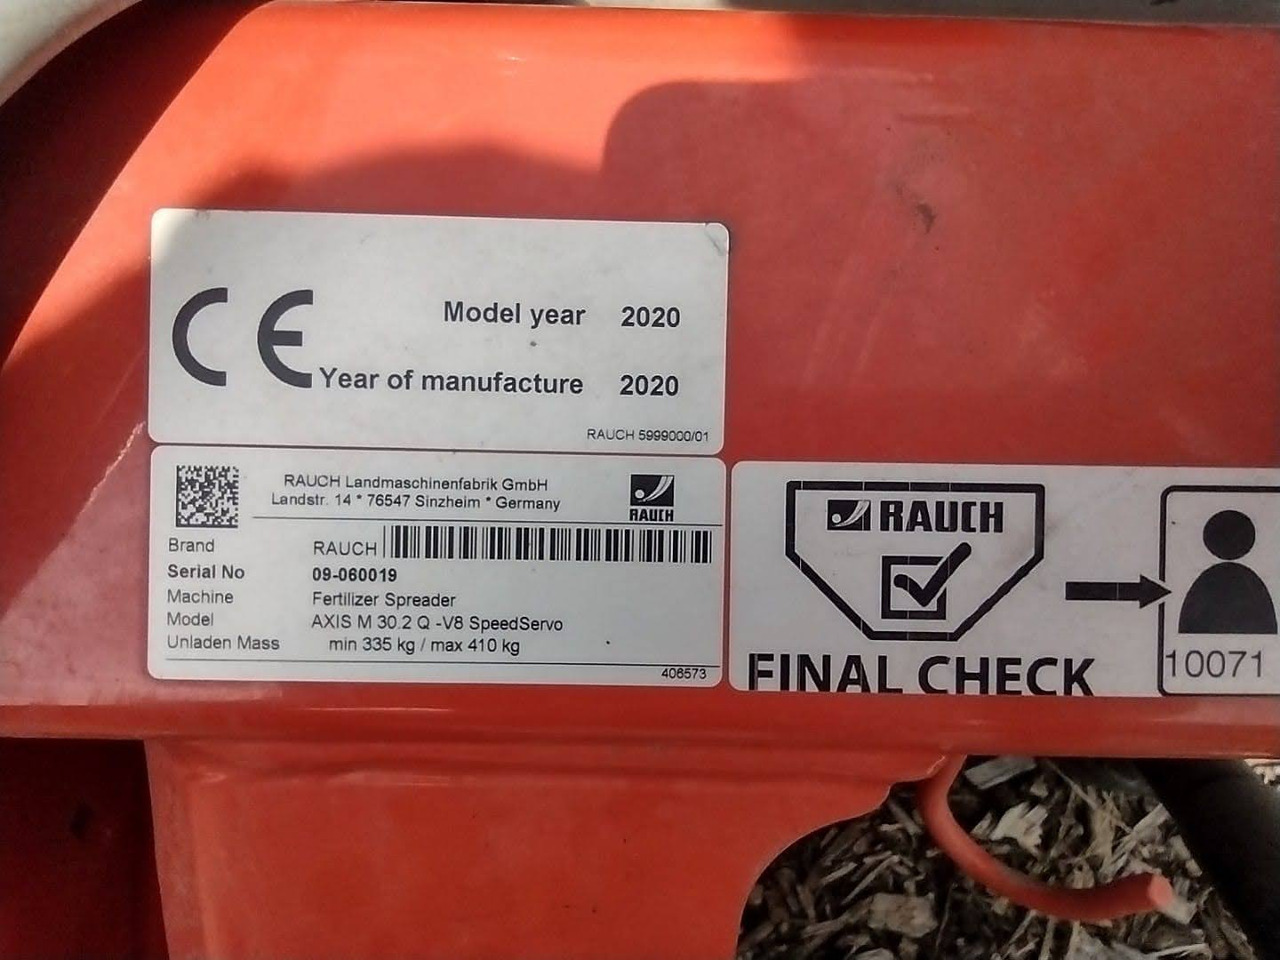 CE
Model year 2020
Year of manufacture 2020
RAUCH 5999000/01
RAUCH Landmaschinenfabrik GmbH
Landstr. 14 * 76547 Sinzheim * Germany
RAUCH
Brand RAUCH
Serial No 09-060019
Machine Fertilizer Spreader
Model AXIS M 30.2 Q -V8 SpeedServo
Unladen Mass min 335 kg / max 410 kg
406573
RAUCH
FINAL CHECK
10071